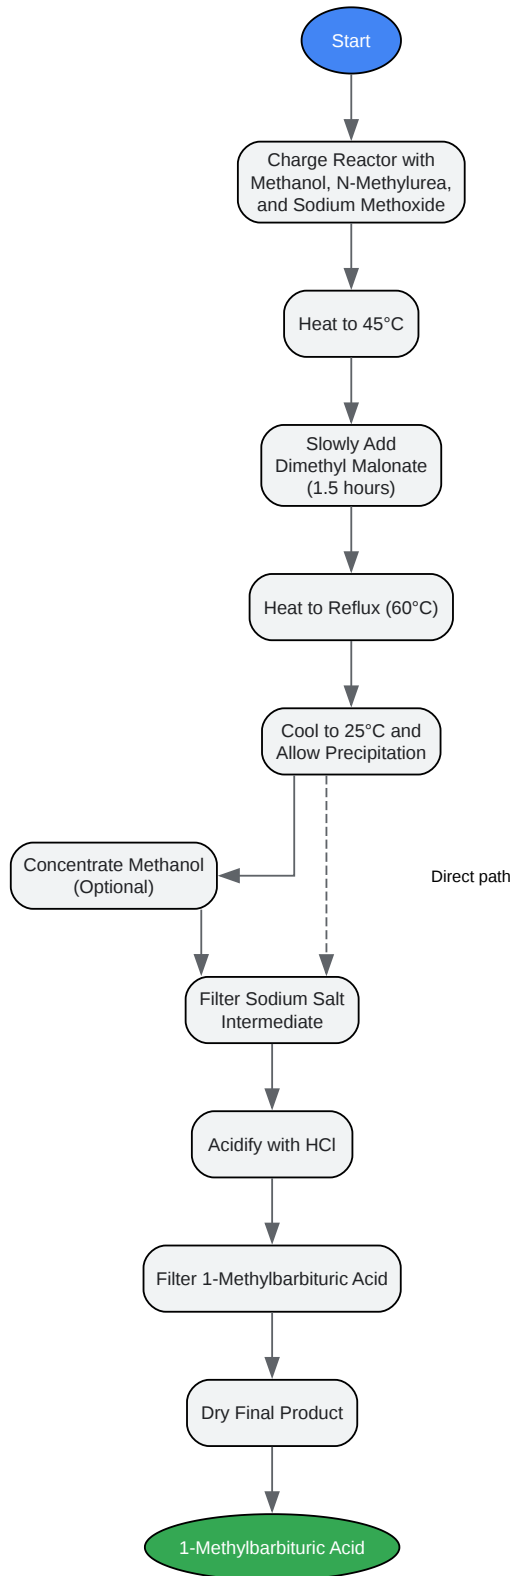 Start
Charge Reactor with
Methanol, N-Methylurea,
and Sodium Methoxide
Heat to 45°C
Slowly Add
Dimethyl Malonate
(1.5 hours)
Heat to Reflux (60°C)
Cool to 25°C and
Allow Precipitation
Concentrate Methanol
(Optional)
Direct path
Filter Sodium Salt
Intermediate
Acidify with HCl
Filter 1-Methylbarbituric Acid
Dry Final Product
1-Methylbarbituric Acid